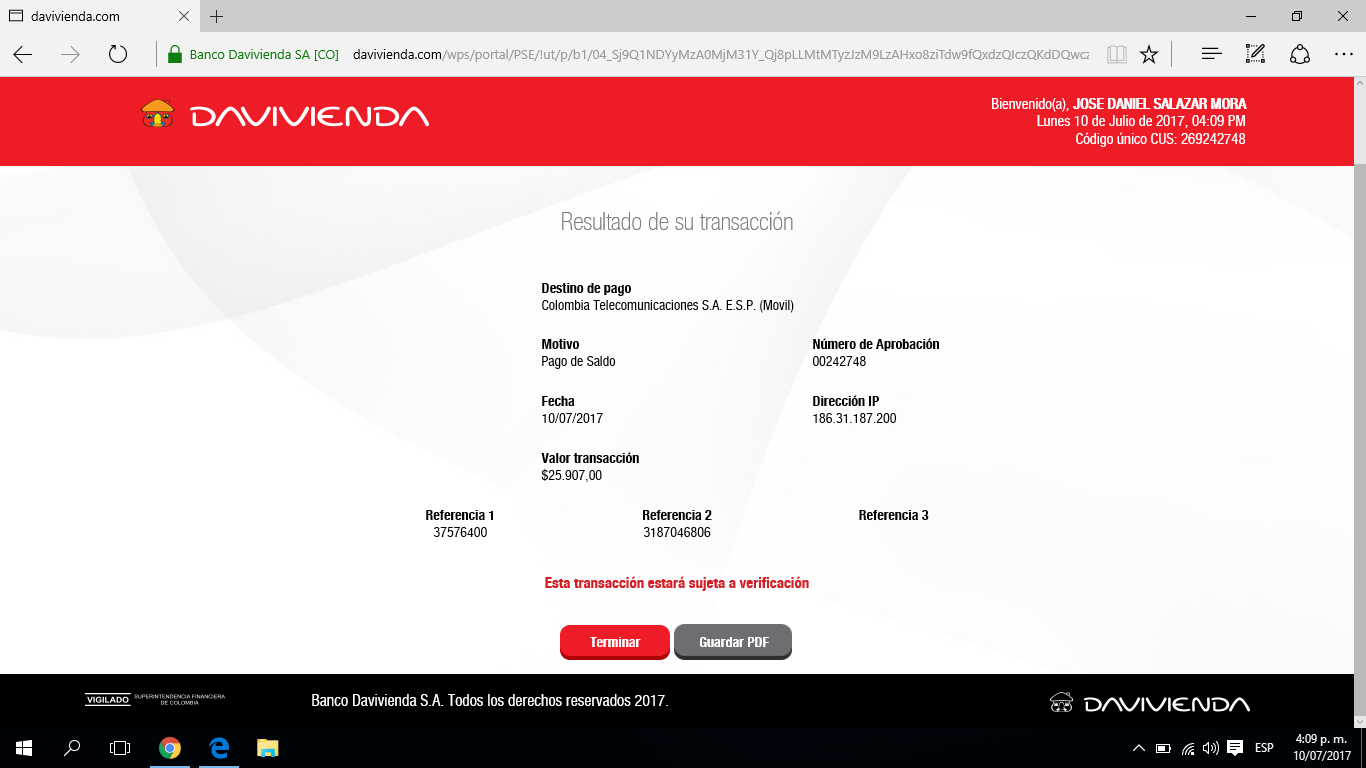 davivienda.com
Banco Davivienda SA [CO] davivienda.com/wps/portal/PSE/!ut/p/b1/04_Sj9Q1NDYyMzA0MjM31Y_Qj8pLLMtMTyzJzM9LzAHxo8ziTdw9fQxdzQJczQKdDQwcz
DAVIVIENDA
Bienvenido(a), JOSE DANIEL SALAZAR MORA
Lunes 10 de Julio de 2017, 04:09 PM
Código único CUS: 269242748
Resultado de su transacción
Destino de pago
Colombia Telecomunicaciones S.A. E.S.P. (Movil)
Motivo Número de Aprobación
Pago de Saldo 00242748
Fecha Dirección IP
10/07/2017 186.31.187.200
Valor transacción
$25.907,00
Referencia 1 Referencia 2 Referencia 3
37576400 3187046806
Esta transacción estará sujeta a verificación
Terminar Guardar PDF
VIGILADO SUPERINTENDENCIA FINANCIERA
DE COLOMBIA
Banco Davivienda S.A. Todos los derechos reservados 2017.
DAVIVIENDA
ESP
4:09 p. m.
10/07/2017